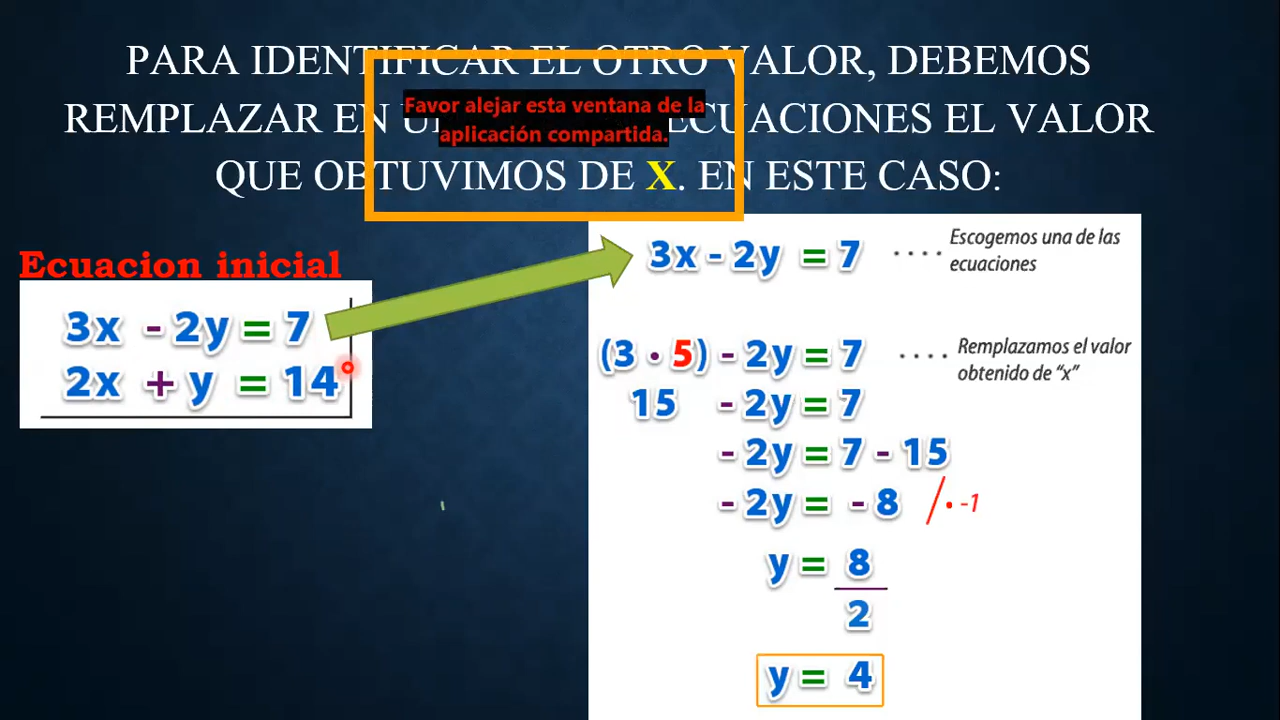 PARA IDENTIFICAR EL OTRO VALOR, DEBEMOS
REMPLAZAR EN ECUACIONES EL VALOR
QUE OBTUVIMOS DE X. EN ESTE CASO:
Favor alejar esta ventana de la
aplicación compartida.
Ecuacion inicial
3x - 2y = 7
2x + y = 14
3x - 2y = 7
.... Escogemos una de las
ecuaciones
(3 · 5) - 2y = 7
.... Remplazamos el valor
obtenido de “x”
15 - 2y = 7
- 2y = 7 - 15
- 2y = - 8 / · -1
y = 8
2
y = 4